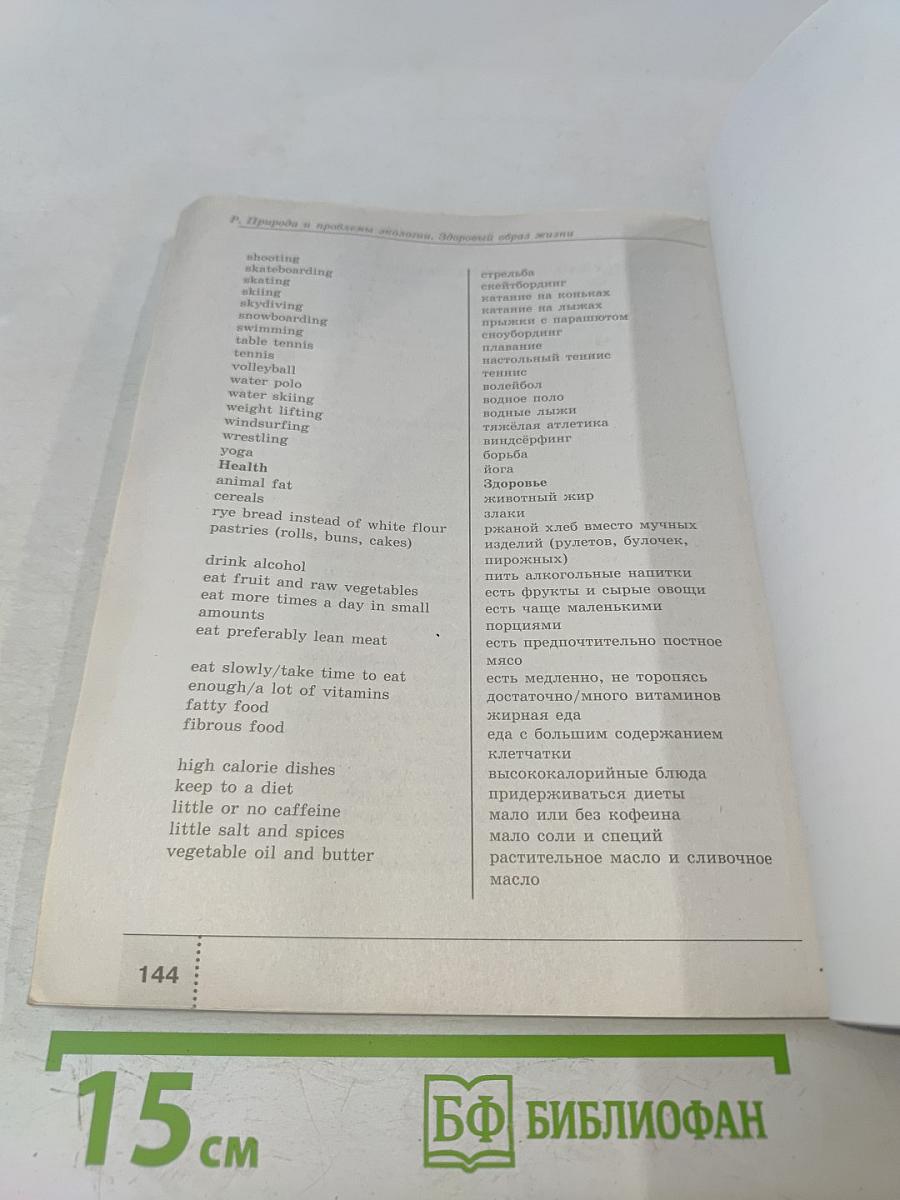 P. Природа и проблемы экологии. Здоровый образ жизни
shooting
skateboarding
skating
skiing
skydiving
snowboarding
swimming
table tennis
tennis
volleyball
water polo
water skiing
weight lifting
windsurfing
wrestling
yoga
Health
animal fat
cereals
rye bread instead of white flour
pastries (rolls, buns, cakes)
drink alcohol
eat fruit and raw vegetables
eat more times a day in small
amounts
eat preferably lean meat
eat slowly/take time to eat
enough/a lot of vitamins
fatty food
fibrous food
high calorie dishes
keep to a diet
little or no caffeine
little salt and spices
vegetable oil and butter
стрельба
скейтбординг
катание на коньках
катание на лыжах
прыжки с парашютом
сноубординг
плавание
настольный теннис
теннис
волейбол
водное поло
водные лыжи
тяжёлая атлетика
виндсёрфинг
борьба
йога
Здоровье
животный жир
злаки
ржаной хлеб вместо мучных
изделий (рулетов, булочек,
пирожных)
пить алкогольные напитки
есть фрукты и сырые овощи
есть чаще маленькими
порциями
есть предпочтительно постное
мясо
есть медленно, не торопясь
достаточно/много витаминов
жирная еда
еда с большим содержанием
клетчатки
высококалорийные блюда
придерживаться диеты
мало или без кофеина
мало соли и специй
растительное масло и сливочное
масло
144
15 см
БФ БИБЛИОФАН